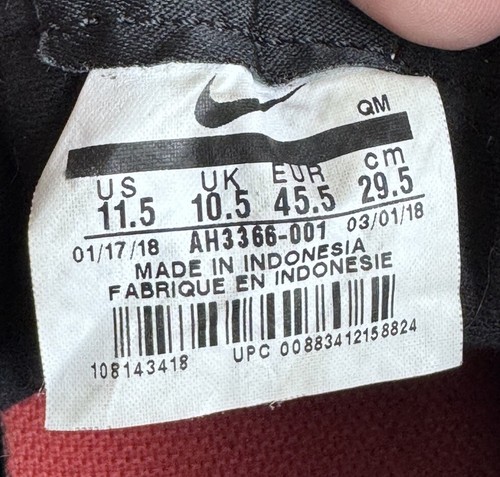 QM
US UK EUR cm
11.5 10.5 45.5 29.5
01/17/18 AH3366-001 03/01/18
MADE IN INDONESIA
FABRIQUE EN INDONESIE
108143418 UPC 00883412158824